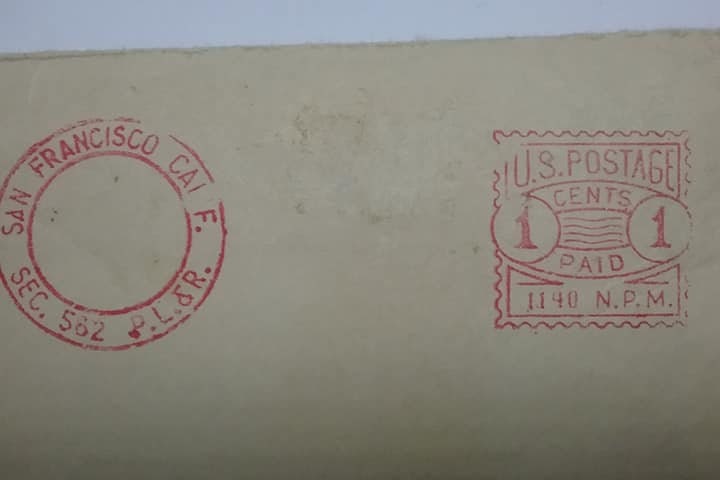 SAN FRANCISCO CALIF.
SEC. 562 P.L.&R.
U.S. POSTAGE
CENTS
1 1
PAID
1140 N.P.M.